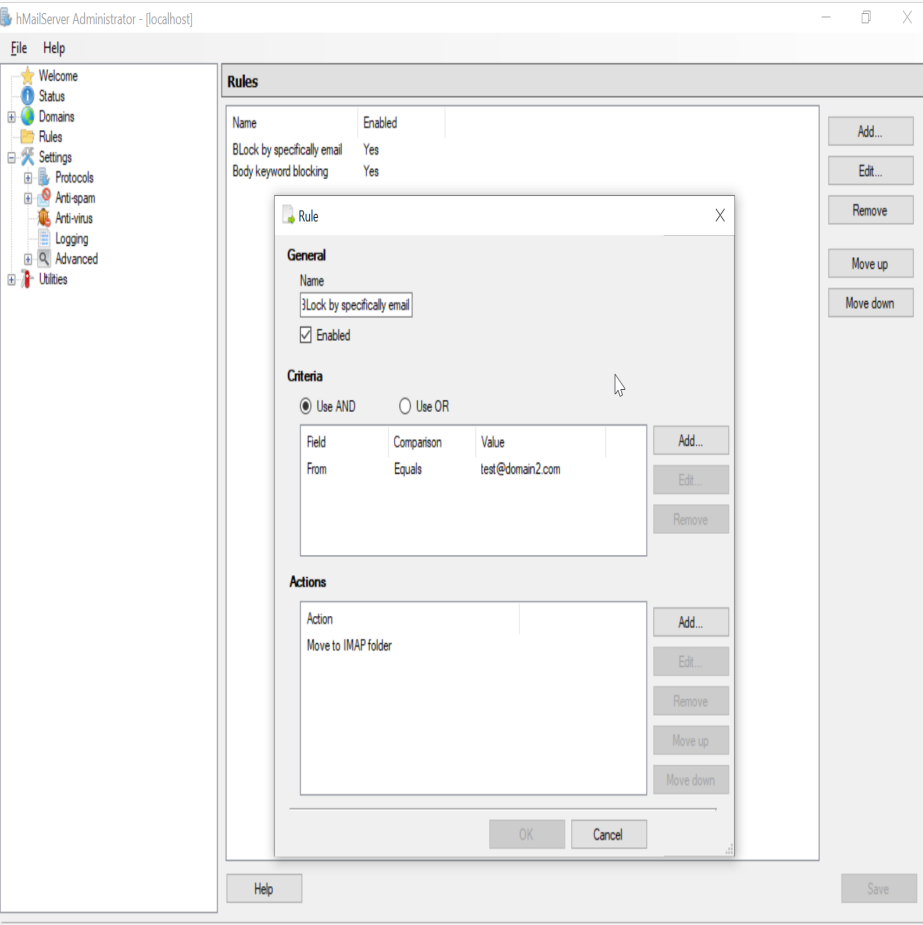 hMailServer Administrator - [localhost]
File Help
Welcome
Status
Domains
Rules
Settings
Protocols
Anti-spam
Anti-virus
Logging
Advanced
Utilities
Rules
Name Enabled
BLock by specifically email Yes
Body keyword blocking Yes
Add...
Edit...
Remove
Move up
Move down
Rule
General
Name
BLock by specifically email
Enabled
Criteria
Use AND Use OR
Field Comparison Value
From Equals test@domain2.com
Add...
Edit...
Remove
Actions
Action
Move to IMAP folder
Add...
Edit...
Remove
Move up
Move down
OK Cancel
Help Save